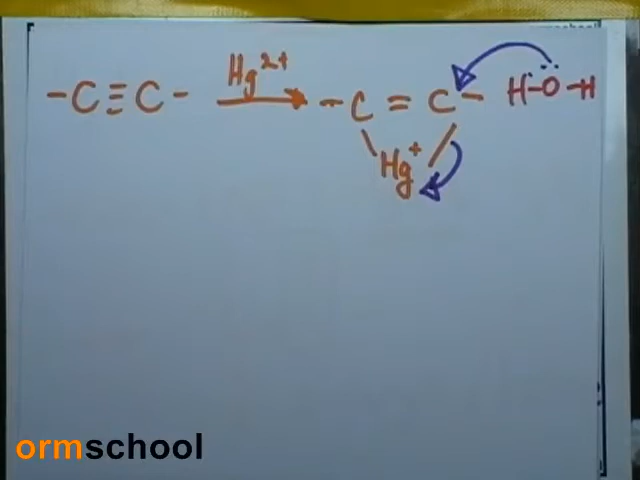 -C≡C- Hg²⁺ -C=C- H-Ö-H
Hg⁺
ormschool